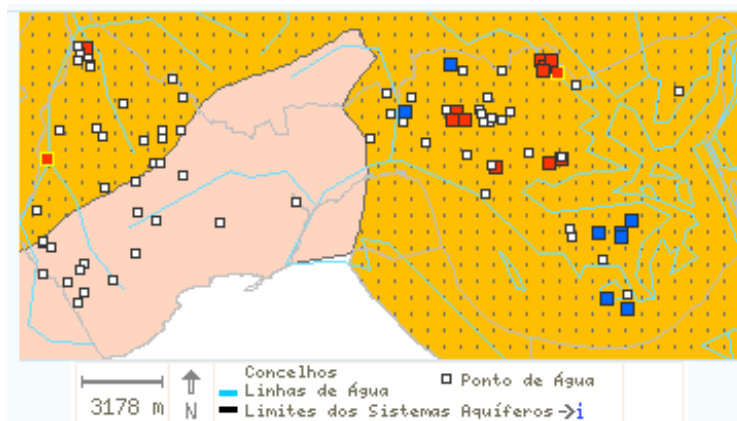 Concelhos
Linhas de Água
Ponto de Água
3178 m
N
Limites dos Sistemas Aquíferos ->i